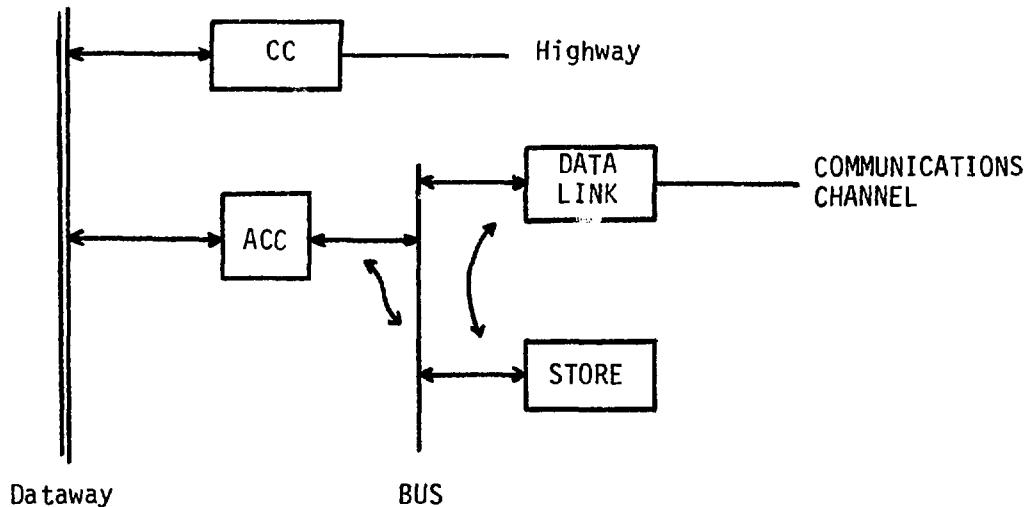 CC
Highway
DATA
LINK
COMMUNICATIONS
CHANNEL
ACC
STORE
Dataway
BUS